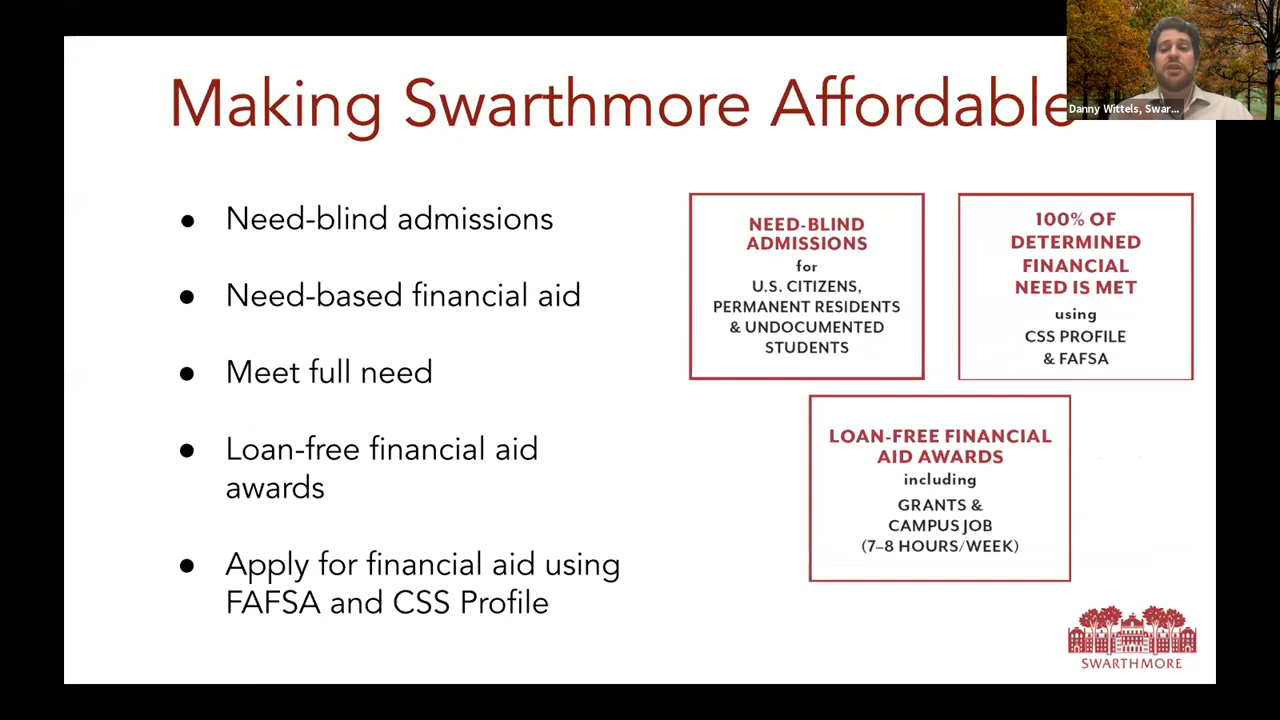 Making Swarthmore Affordable
Danny Wittels, Swar...
● Need-blind admissions
● Need-based financial aid
● Meet full need
● Loan-free financial aid
awards
● Apply for financial aid using
FAFSA and CSS Profile
NEED-BLIND
ADMISSIONS
for
U.S. CITIZENS,
PERMANENT RESIDENTS
& UNDOCUMENTED
STUDENTS
100% OF
DETERMINED
FINANCIAL
NEED IS MET
using
CSS PROFILE
& FAFSA
LOAN-FREE FINANCIAL
AID AWARDS
including
GRANTS &
CAMPUS JOB
(7–8 HOURS/WEEK)
SWARTHMORE